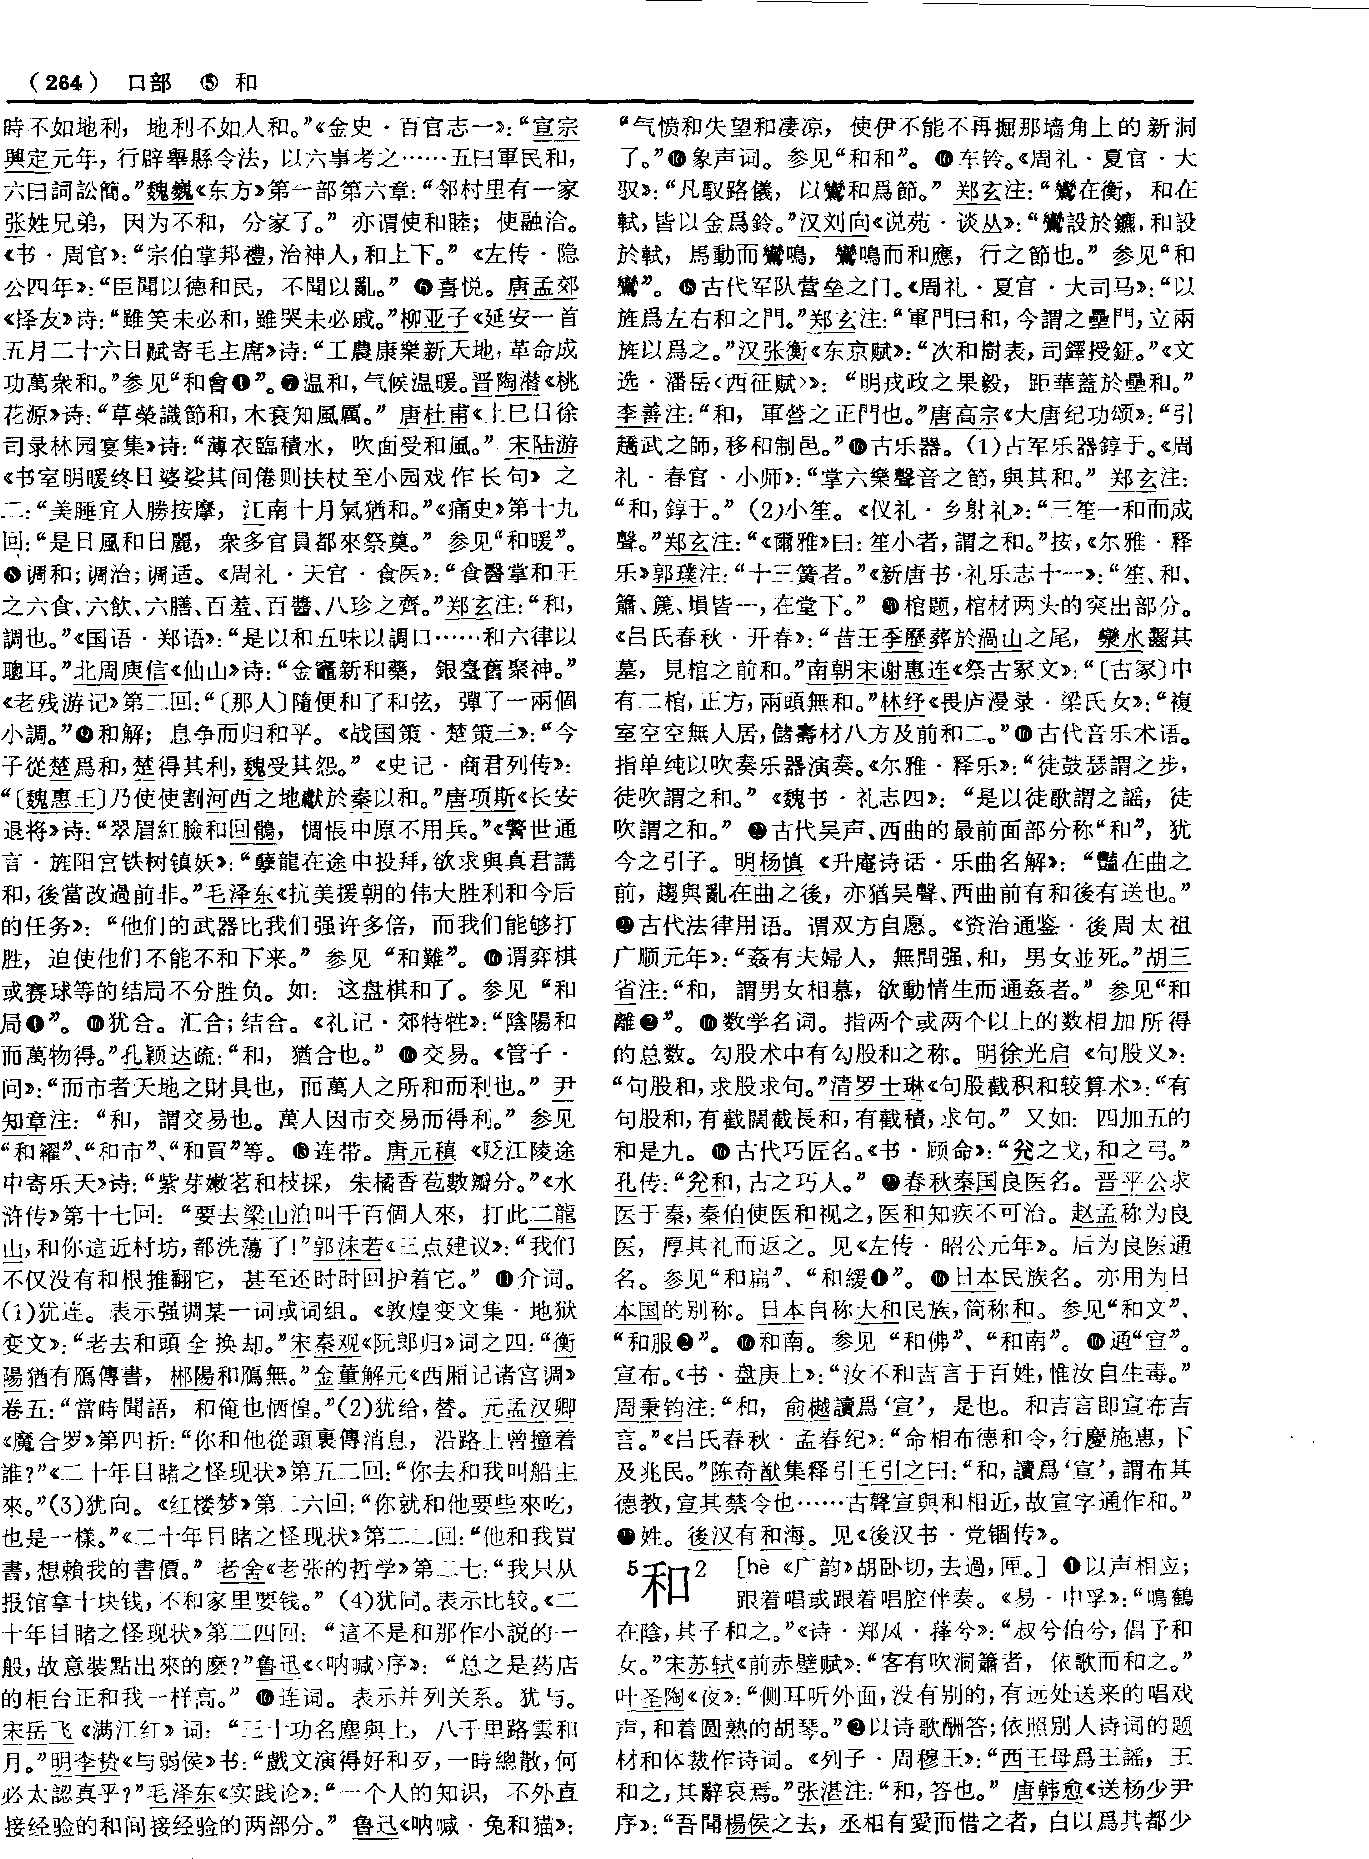 （264） 口部 ⑤ 和
時不如地利，地利不如人和。”《金史·百官志一》：“宣宗
興定元年，行辟舉縣令法，以六事考之……五曰軍民和，
六曰詞訟簡。”魏巍《东方》第一部第六章：“邻村里有一家
张姓兄弟，因为不和，分家了。” 亦谓使和睦；使融洽。
《书·周官》：“宗伯掌邦禮，治神人，和上下。”《左传·隐
公四年》：“臣聞以德和民，不聞以亂。” ❻喜悦。唐孟郊
《择友》诗：“雖笑未必和，雖哭未必戚。”柳亚子《延安一首
五月二十六日赋寄毛主席》诗：“工農康樂新天地，革命成
功萬衆和。”参见“和會❶”。❼温和，气候温暖。晋陶潜《桃
花源》诗：“草榮識節和，木衰知風厲。” 唐杜甫《上巳日徐
司录林园宴集》诗：“薄衣臨積水，吹面受和風。” 宋陆游
《书室明暖终日婆娑其间倦则扶杖至小园戏作长句》之
二：“美睡宜人勝按摩，江南十月氣猶和。”《痛史》第十九
回：“是日風和日麗，衆多官員都來祭奠。” 参见“和暖”。
❽调和；调治；调适。《周礼·天官·食医》：“食醫掌和王
之六食、六飲、六膳、百羞、百醬、八珍之齊。”郑玄注：“和，
調也。”《国语·郑语》：“是以和五味以調口……和六律以
聰耳。”北周庾信《仙山》诗：“金竈新和藥，銀臺舊聚神。”
《老残游记》第二回：“〔那人〕隨便和了和弦，彈了一兩個
小調。”❾和解；息争而归和平。《战国策·楚策三》：“今
子從楚爲和，楚得其利，魏受其怨。”《史记·商君列传》：
“〔魏惠王〕乃使使割河西之地獻於秦以和。”唐项斯《长安
退将》诗：“翠眉紅臉和回鶻，惆悵中原不用兵。”《警世通
言·旌阳宫铁树镇妖》：“孽龍在途中投拜，欲求與真君講
和，後當改過前非。”毛泽东《抗美援朝的伟大胜利和今后
的任务》：“他们的武器比我们强许多倍，而我们能够打
胜，迫使他们不能不和下来。” 参见“和難”。❿谓弈棋
或赛球等的结局不分胜负。如：这盘棋和了。参见“和
局❶”。⓫犹合。汇合；结合。《礼记·郊特牲》：“陰陽和
而萬物得。”孔颖达疏：“和，猶合也。” ⓬交易。《管子·
问》：“而市者天地之財具也，而萬人之所和而利也。” 尹
知章注：“和，謂交易也。萬人因市交易而得利。” 参见
“和糴”、“和市”、“和買”等。⓭连带。唐元稹《贬江陵途
中寄乐天》诗：“紫芽嫩茗和枝採，朱橘香苞數瓣分。”《水
浒传》第十七回：“要去梁山泊叫千百個人來，打此二龍
山，和你這近村坊，都洗蕩了！”郭沫若《三点建议》：“我们
不仅没有和根推翻它，甚至还时时回护着它。” ⓮介词。
(1)犹连。表示强调某一词或词组。《敦煌变文集·地狱
变文》：“老去和頭全换却。”宋秦观《阮郎归》词之四：“衡
陽猶有鴈傳書，郴陽和鴈無。”金董解元《西厢记诸宫调》
卷五：“當時聞語，和俺也恓惶。”(2)犹给，替。元孟汉卿
《魔合罗》第四折：“你和他從頭裏傳消息，沿路上曾撞着
誰？”《二十年目睹之怪现状》第五二回：“你去和我叫船主
來。”(3)犹向。《红楼梦》第二六回：“你就和他要些來吃，
也是一樣。”《二十年目睹之怪现状》第二二回：“他和我買
書，想賴我的書價。” 老舍《老张的哲学》第二七：“我只从
报馆拿十块钱，不和家里要钱。” (4)犹同。表示比较。《二
十年目睹之怪现状》第二四回：“這不是和那作小説的一
般，故意裝點出來的麽？”鲁迅《〈呐喊〉序》：“总之是药店
的柜台正和我一样高。” ⓯连词。表示并列关系。犹与。
宋岳飞《满江红》词：“三十功名塵與土，八千里路雲和
月。”明李贽《与弱侯》书：“戲文演得好和歹，一時總散，何
必太認真乎？”毛泽东《实践论》：“一个人的知识，不外直
接经验的和间接经验的两部分。” 鲁迅《呐喊·兔和猫》：
“气愤和失望和凄凉，使伊不能不再掘那墙角上的新洞
了。”⓰象声词。参见“和和”。⓱车铃。《周礼·夏官·大
驭》：“凡馭路儀，以鸞和爲節。” 郑玄注：“鸞在衡，和在
軾，皆以金爲鈴。”汉刘向《说苑·谈丛》：“鸞設於鑣，和設
於軾，馬動而鸞鳴，鸞鳴而和應，行之節也。” 参见“和
鸞”。⓲古代军队营垒之门。《周礼·夏官·大司马》：“以
旌爲左右和之門。”郑玄注：“軍門曰和，今謂之壘門，立兩
旌以爲之。”汉张衡《东京赋》：“次和樹表，司鐸授鉦。”《文
选·潘岳〈西征赋〉》：“明戎政之果毅，距華蓋於壘和。”
李善注：“和，軍營之正門也。”唐高宗《大唐纪功颂》：“引
趫武之師，移和制邑。”⓳古乐器。(1)古军乐器錞于。《周
礼·春官·小师》：“掌六樂聲音之節，與其和。” 郑玄注：
“和，錞于。” (2)小笙。《仪礼·乡射礼》：“三笙一和而成
聲。”郑玄注：“《爾雅》曰：笙小者，謂之和。”按，《尔雅·释
乐》郭璞注：“十三簧者。”《新唐书·礼乐志十一》：“笙、和、
簫、篪、塤皆一，在堂下。” ⓴棺题，棺材两头的突出部分。
《吕氏春秋·开春》：“昔王季歷葬於渦山之尾，欒水齧其
墓，見棺之前和。”南朝宋谢惠连《祭古冢文》：“〔古冢〕中
有二棺，正方，兩頭無和。”林纾《畏庐漫录·梁氏女》：“複
室空空無人居，儲壽材八方及前和二。”㉑古代音乐术语。
指单纯以吹奏乐器演奏。《尔雅·释乐》：“徒鼓瑟謂之步，
徒吹謂之和。”《魏书·礼志四》：“是以徒歌謂之謡，徒
吹謂之和。” ㉒古代吴声、西曲的最前面部分称“和”，犹
今之引子。明杨慎《升庵诗话·乐曲名解》：“豔在曲之
前，趨與亂在曲之後，亦猶吴聲、西曲前有和後有送也。”
㉓古代法律用语。谓双方自愿。《资治通鉴·後周太祖
广顺元年》：“姦有夫婦人，無問强、和，男女並死。”胡三
省注：“和，謂男女相慕，欲動情生而通姦者。” 参见“和
離❷”。㉔数学名词。指两个或两个以上的数相加所得
的总数。勾股术中有勾股和之称。明徐光启《句股义》：
“句股和，求股求句。”清罗士琳《句股截积和较算术》：“有
句股和，有截闊截長和，有截積，求句。” 又如：四加五的
和是九。㉕古代巧匠名。《书·顾命》：“兊之戈，和之弓。”
孔传：“兊和，古之巧人。” ㉖春秋秦国良医名。晋平公求
医于秦，秦伯使医和视之，医和知疾不可治。赵孟称为良
医，厚其礼而返之。见《左传·昭公元年》。后为良医通
名。参见“和扁”、“和緩❶”。㉗日本民族名。亦用为日
本国的别称。日本自称大和民族，简称和。参见“和文”、
“和服❷”。㉘和南。参见“和佛”、“和南”。㉙通“宣”。
宣布。《书·盘庚上》：“汝不和吉言于百姓，惟汝自生毒。”
周秉钧注：“和，俞樾讀爲‘宣’，是也。和吉言即宣布吉
言。”《吕氏春秋·孟春纪》：“命相布德和令，行慶施惠，下
及兆民。”陈奇猷集释引王引之曰：“和，讀爲‘宣’，謂布其
德教，宣其禁令也……古聲宣與和相近，故宣字通作和。”
㉚姓。後汉有和海。见《後汉书·党锢传》。
5和2 ［hè《广韵》胡卧切，去過，匣。］ ❶以声相应；
跟着唱或跟着唱腔伴奏。《易·中孚》：“鳴鶴
在陰，其子和之。”《诗·郑风·蘀兮》：“叔兮伯兮，倡予和
女。”宋苏轼《前赤壁赋》：“客有吹洞簫者，依歌而和之。”
叶圣陶《夜》：“侧耳听外面，没有别的，有远处送来的唱戏
声，和着圆熟的胡琴。”❷以诗歌酬答；依照别人诗词的题
材和体裁作诗词。《列子·周穆王》：“西王母爲王謡，王
和之，其辭哀焉。”张湛注：“和，答也。” 唐韩愈《送杨少尹
序》：“吾聞楊侯之去，丞相有愛而惜之者，白以爲其都少